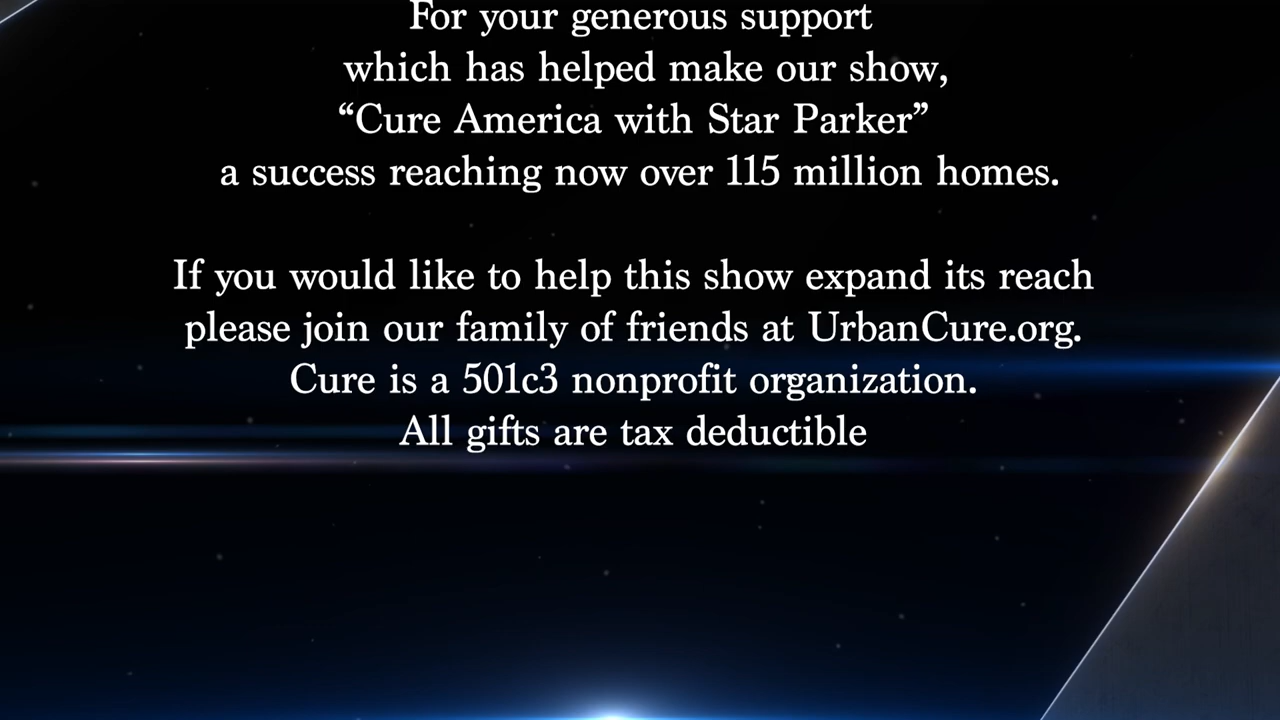 For your generous support
which has helped make our show,
“Cure America with Star Parker”
a success reaching now over 115 million homes.
If you would like to help this show expand its reach
please join our family of friends at UrbanCure.org.
Cure is a 501c3 nonprofit organization.
All gifts are tax deductible